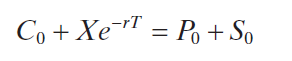 C₀ + Xe⁻ʳᵀ = P₀ + S₀